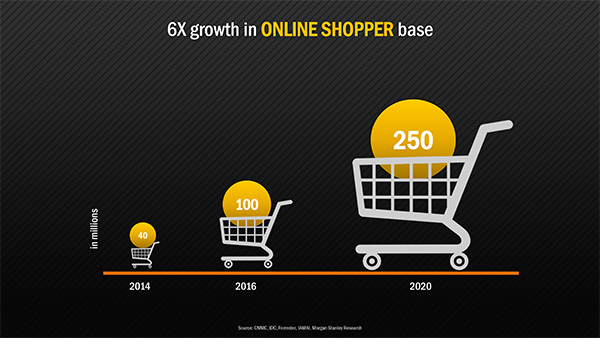 6X growth in ONLINE SHOPPER base
250
100
40
in millions
2014 2016 2020
Source: CNNIC, IDC, Forrester, IAMAI, Morgan Stanley Research